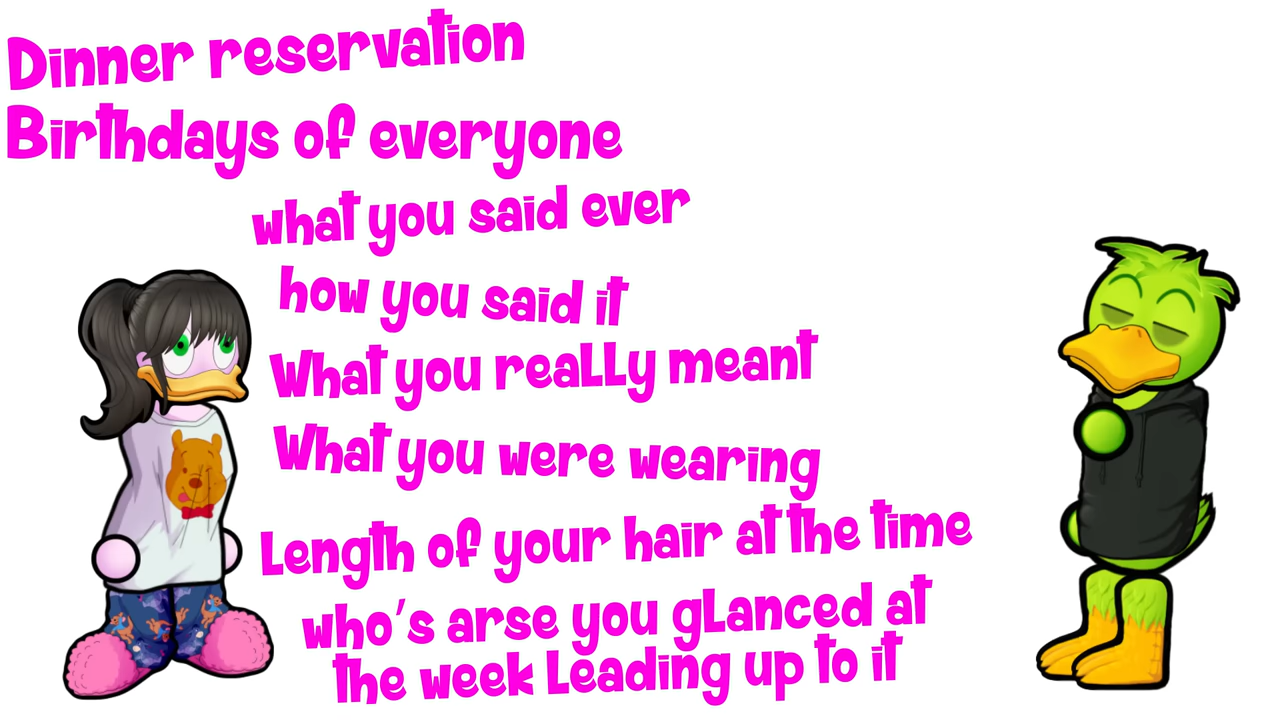 Dinner reservation
Birthdays of everyone
what you said ever
how you said it
What you really meant
What you were wearing
Length of your hair at the time
who's arse you glanced at
the week Leading up to it